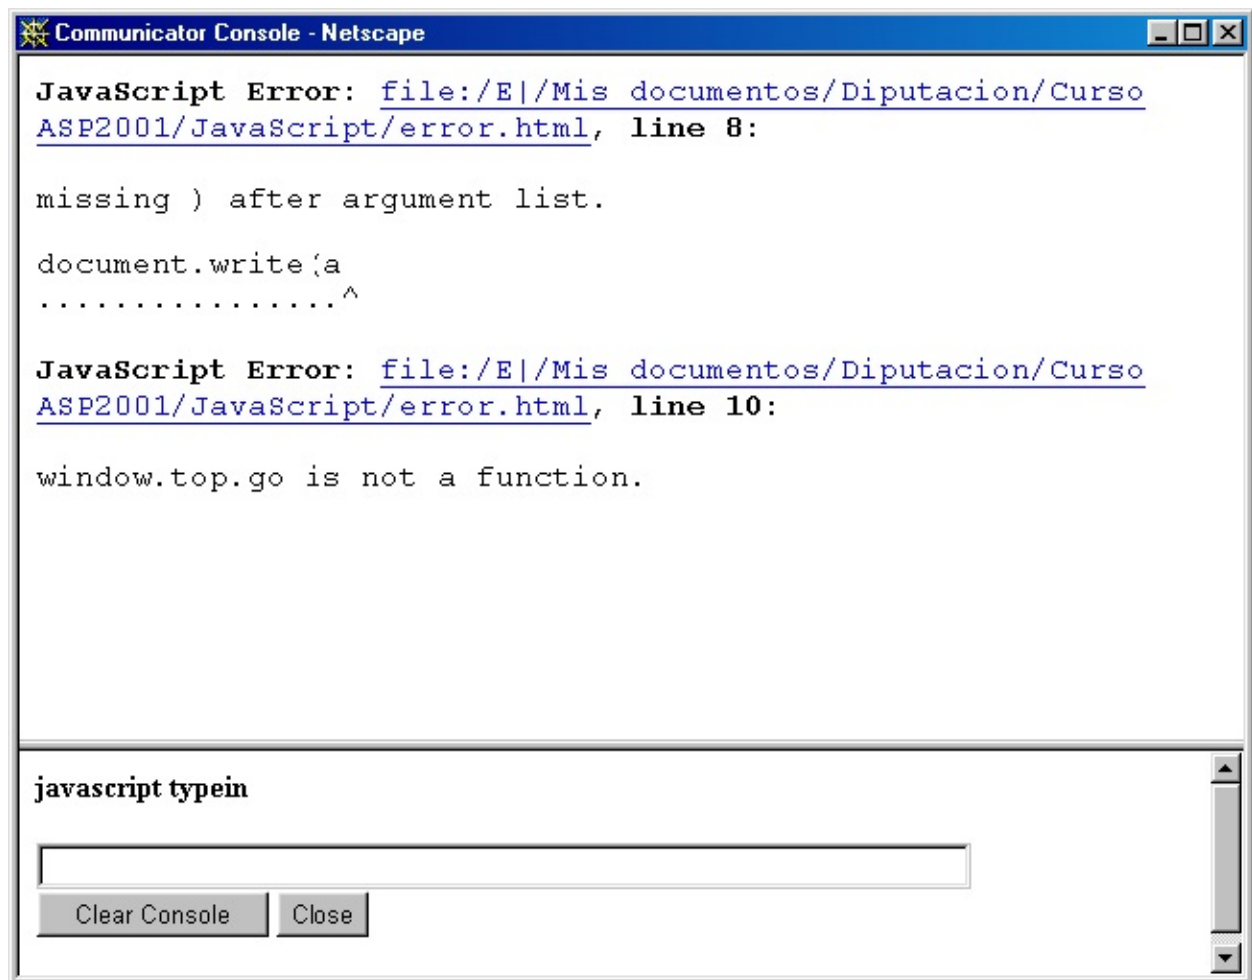 Communicator Console - Netscape
JavaScript Error: file:/E|/Mis documentos/Diputacion/Curso
ASP2001/JavaScript/error.html, line 8:
missing ) after argument list.
document.write(a
................^
JavaScript Error: file:/E|/Mis documentos/Diputacion/Curso
ASP2001/JavaScript/error.html, line 10:
window.top.go is not a function.
javascript typein
Clear Console Close